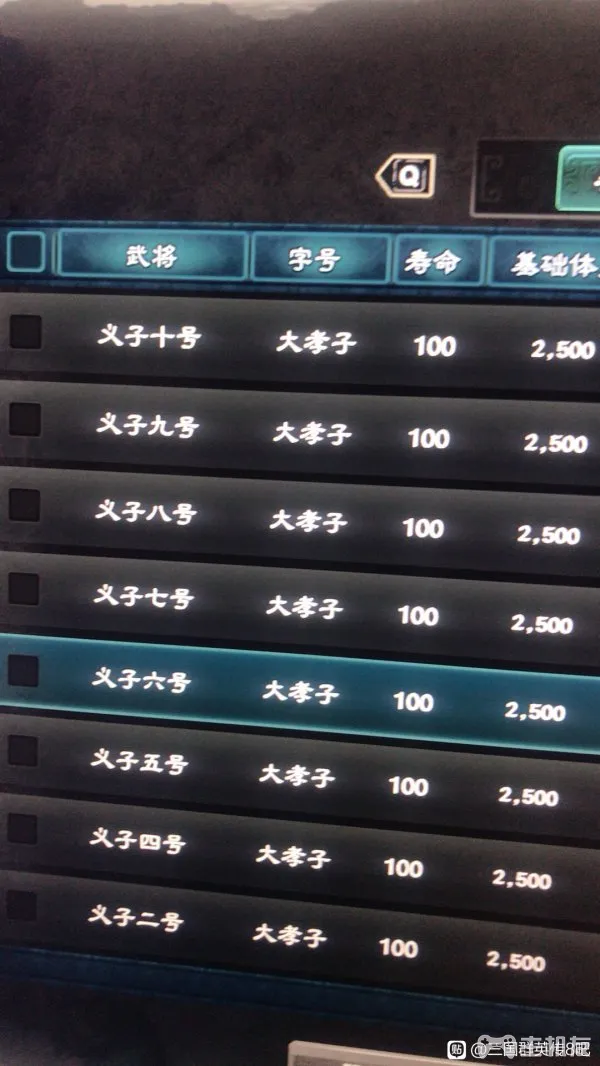 Q
武将 字号 寿命 基础体
义子十号 大孝子 100 2,500
义子九号 大孝子 100 2,500
义子八号 大孝子 100 2,500
义子七号 大孝子 100 2,500
义子六号 大孝子 100 2,500
义子五号 大孝子 100 2,500
义子四号 大孝子 100 2,500
义子二号 大孝子 100 2,500
贴 @三国群英传8吧